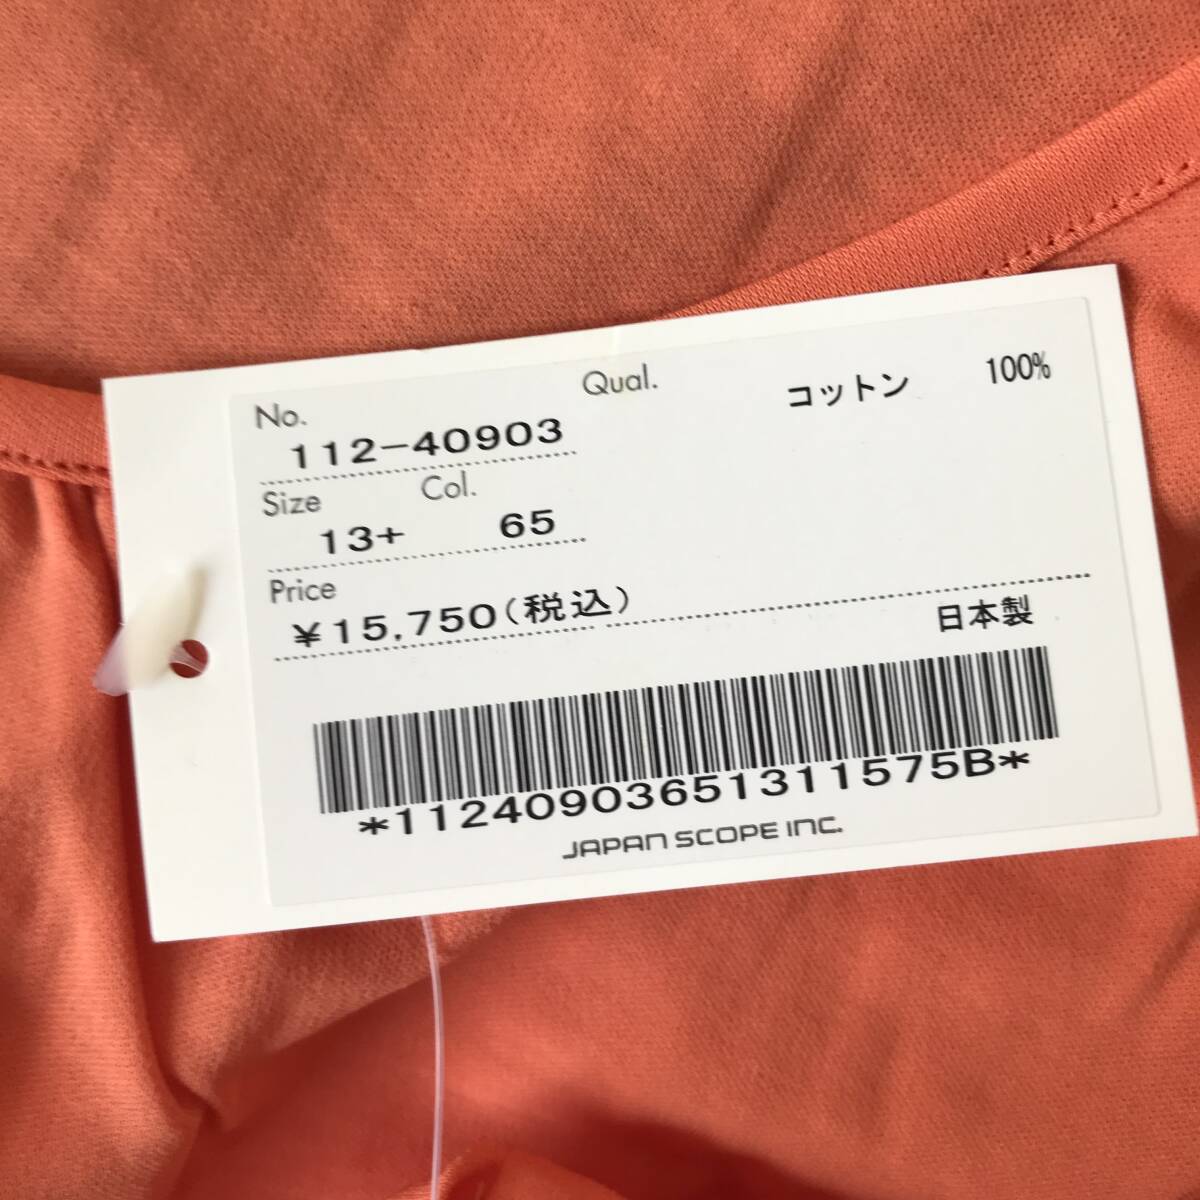 No. Qual. コットン 100%
112-40903
Size Col.
13+ 65
Price
¥15,750(税込)
日本製
*11240903651311575B*
JAPAN SCOPE INC.